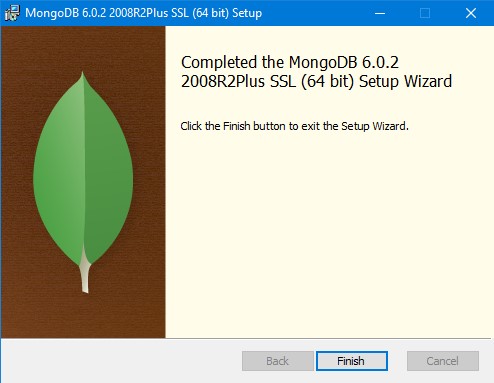 MongoDB 6.0.2 2008R2Plus SSL (64 bit) Setup
Completed the MongoDB 6.0.2
2008R2Plus SSL (64 bit) Setup Wizard
Click the Finish button to exit the Setup Wizard.
Back Finish Cancel